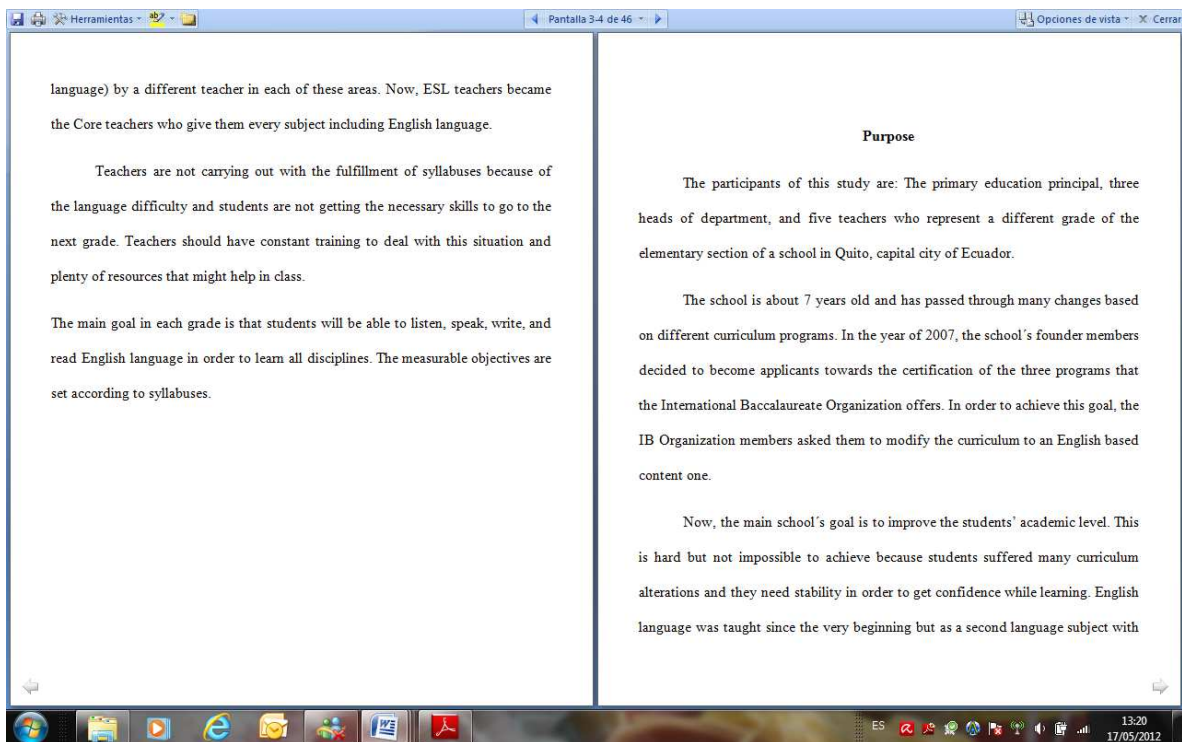 Herramientas
Pantalla 3-4 de 46
Opciones de vista
Cerrar
language) by a different teacher in each of these areas. Now, ESL teachers became
the Core teachers who give them every subject including English language.
Teachers are not carrying out with the fulfillment of syllabuses because of
the language difficulty and students are not getting the necessary skills to go to the
next grade. Teachers should have constant training to deal with this situation and
plenty of resources that might help in class.
The main goal in each grade is that students will be able to listen, speak, write, and
read English language in order to learn all disciplines. The measurable objectives are
set according to syllabuses.
Purpose
The participants of this study are: The primary education principal, three
heads of department, and five teachers who represent a different grade of the
elementary section of a school in Quito, capital city of Ecuador.
The school is about 7 years old and has passed through many changes based
on different curriculum programs. In the year of 2007, the school´s founder members
decided to become applicants towards the certification of the three programs that
the International Baccalaureate Organization offers. In order to achieve this goal, the
IB Organization members asked them to modify the curriculum to an English based
content one.
Now, the main school´s goal is to improve the students’ academic level. This
is hard but not impossible to achieve because students suffered many curriculum
alterations and they need stability in order to get confidence while learning. English
language was taught since the very beginning but as a second language subject with
ES
13:20
17/05/2012